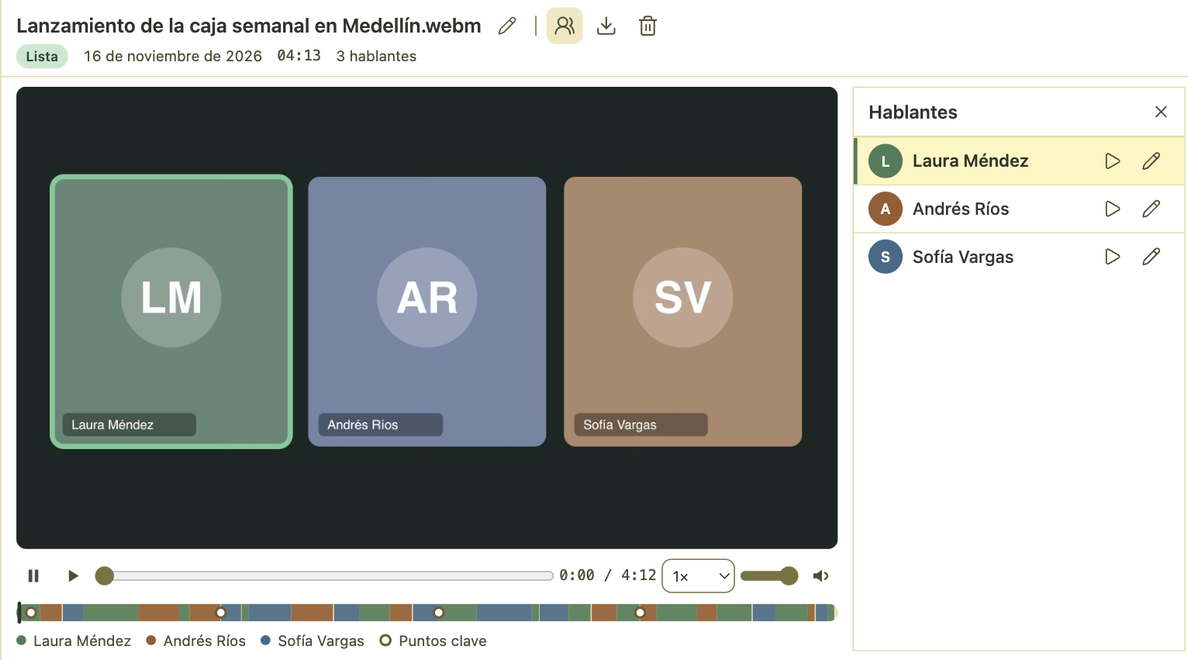 Lanzamiento de la caja semanal en Medellín.webm
Lista 16 de noviembre de 2026 04:13 3 hablantes
LM
AR
SV
Laura Méndez
Andrés Ríos
Sofía Vargas
0:00 / 4:12 1×
Laura Méndez Andrés Ríos Sofía Vargas Puntos clave
Hablantes
L Laura Méndez
A Andrés Ríos
S Sofía Vargas